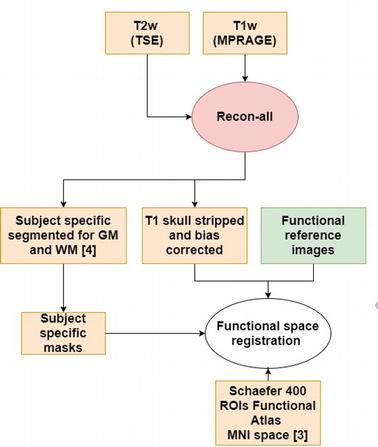 T2w
(TSE)
T1w
(MPRAGE)
Recon-all
Subject specific
segmented for GM
and WM [4]
T1 skull stripped
and bias
corrected
Functional
reference
images
Subject
specific
masks
Functional space
registration
Schaefer 400
ROIs Functional
Atlas
MNI space [3]